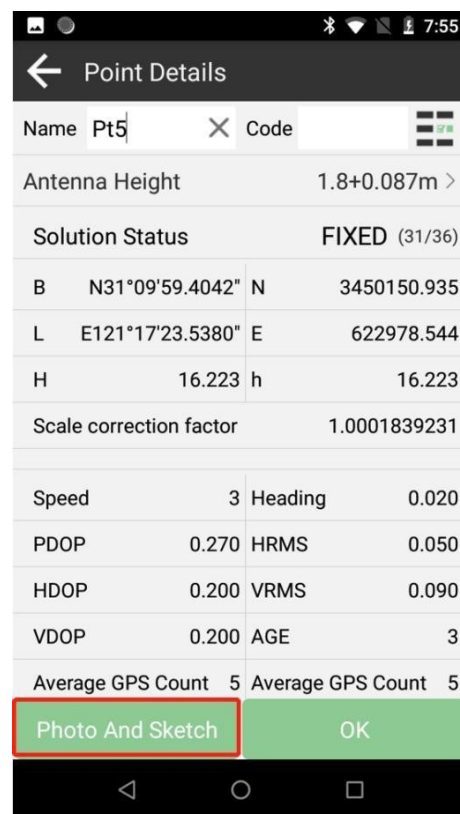 7:55
Point Details
Name Pt5 Code
Antenna Height 1.8+0.087m
Solution Status FIXED (31/36)
B N31°09'59.4042" N 3450150.935
L E121°17'23.5380" E 622978.544
H 16.223 h 16.223
Scale correction factor 1.0001839231
Speed 3 Heading 0.020
PDOP 0.270 HRMS 0.050
HDOP 0.200 VRMS 0.090
VDOP 0.200 AGE 3
Average GPS Count 5 Average GPS Count 5
Photo And Sketch OK